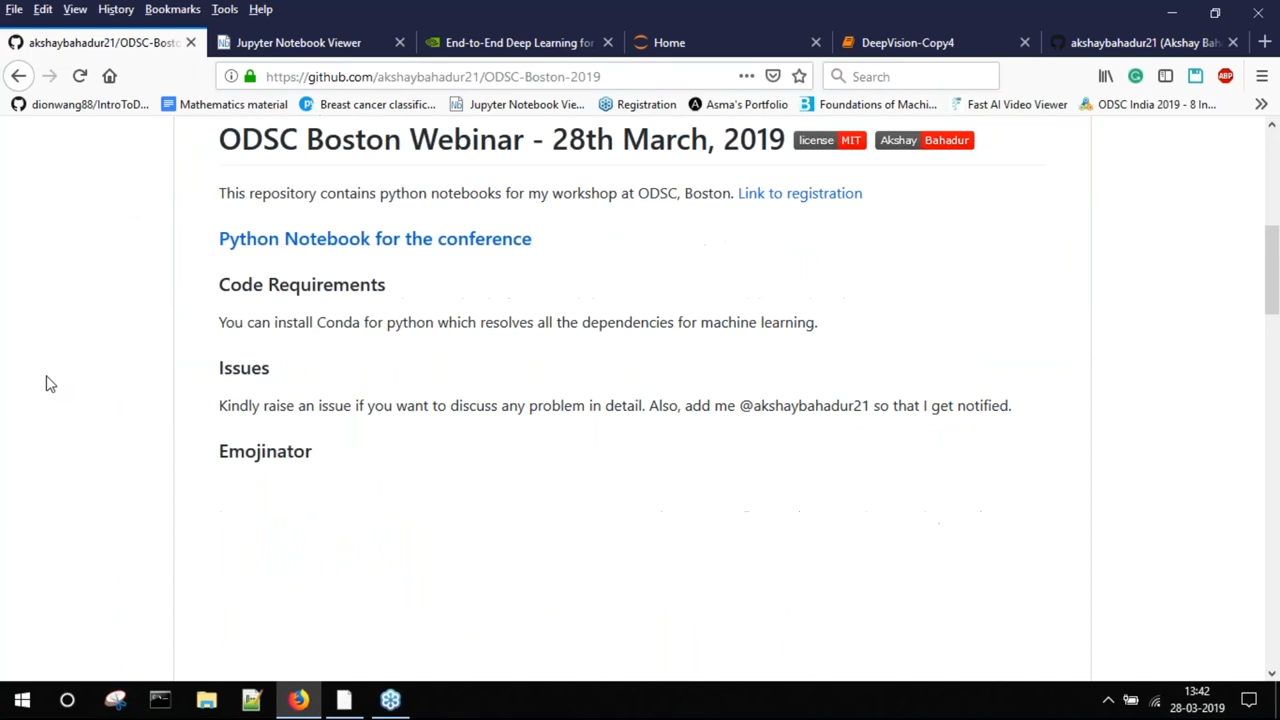 File Edit View History Bookmarks Tools Help
akshaybahadur21/ODSC-Bosto
Jupyter Notebook Viewer
End-to-End Deep Learning for
Home
DeepVision-Copy4
akshaybahadur21 (Akshay Bah
https://github.com/akshaybahadur21/ODSC-Boston-2019
Search
ABP
dionwang88/IntroToD...
Mathematics material
Breast cancer classific...
Jupyter Notebook Vie...
Registration
Asma's Portfolio
Foundations of Machi...
Fast AI Video Viewer
ODSC India 2019 - 8 In...
ODSC Boston Webinar - 28th March, 2019 license MIT Akshay Bahadur
This repository contains python notebooks for my workshop at ODSC, Boston. Link to registration
Python Notebook for the conference
Code Requirements
You can install Conda for python which resolves all the dependencies for machine learning.
Issues
Kindly raise an issue if you want to discuss any problem in detail. Also, add me @akshaybahadur21 so that I get notified.
Emojinator
13:42
28-03-2019